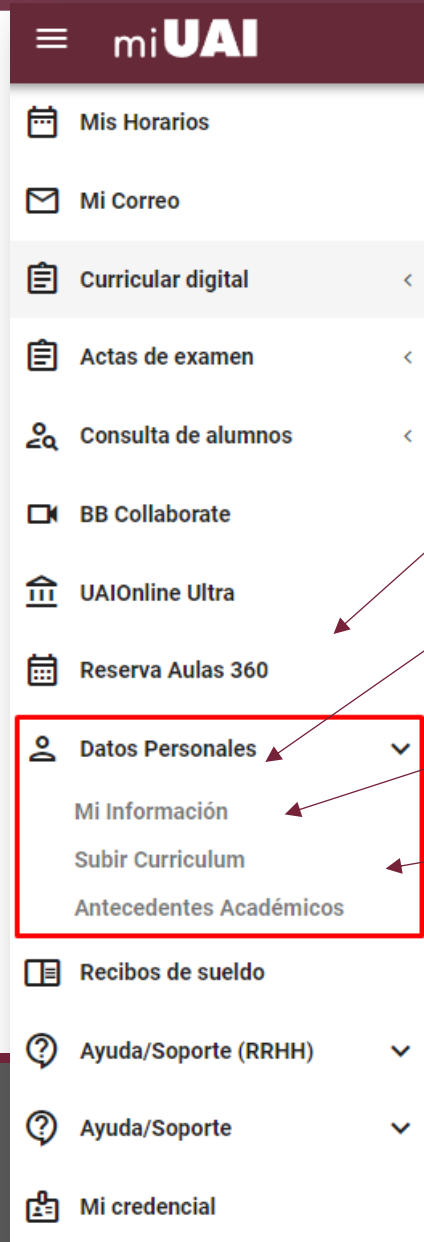 miUAI
Mis Horarios
Mi Correo
Curricular digital
Actas de examen
Consulta de alumnos
BB Collaborate
UAIOnline Ultra
Reserva Aulas 360
Datos Personales
Mi Información
Subir Curriculum
Antecedentes Académicos
Recibos de sueldo
Ayuda/Soporte (RRHH)
Ayuda/Soporte
Mi credencial